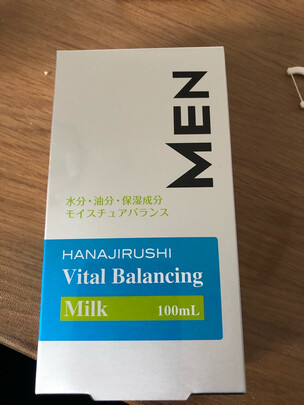 MEN
水分・油分・保湿成分
モイスチュアバランス
HANAJIRUSHI
Vital Balancing
Milk 100mL